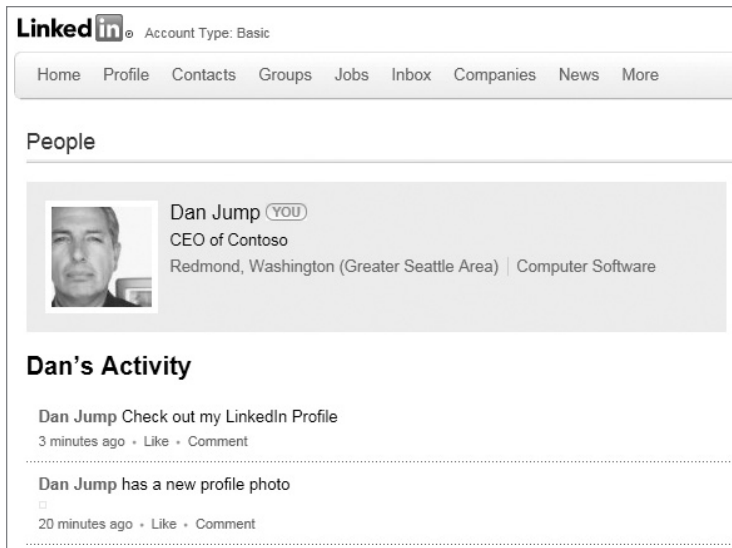 Linked in® Account Type: Basic
Home Profile Contacts Groups Jobs Inbox Companies News More
People
Dan Jump YOU
CEO of Contoso
Redmond, Washington (Greater Seattle Area) | Computer Software
Dan’s Activity
Dan Jump Check out my LinkedIn Profile
3 minutes ago • Like • Comment
Dan Jump has a new profile photo
20 minutes ago • Like • Comment